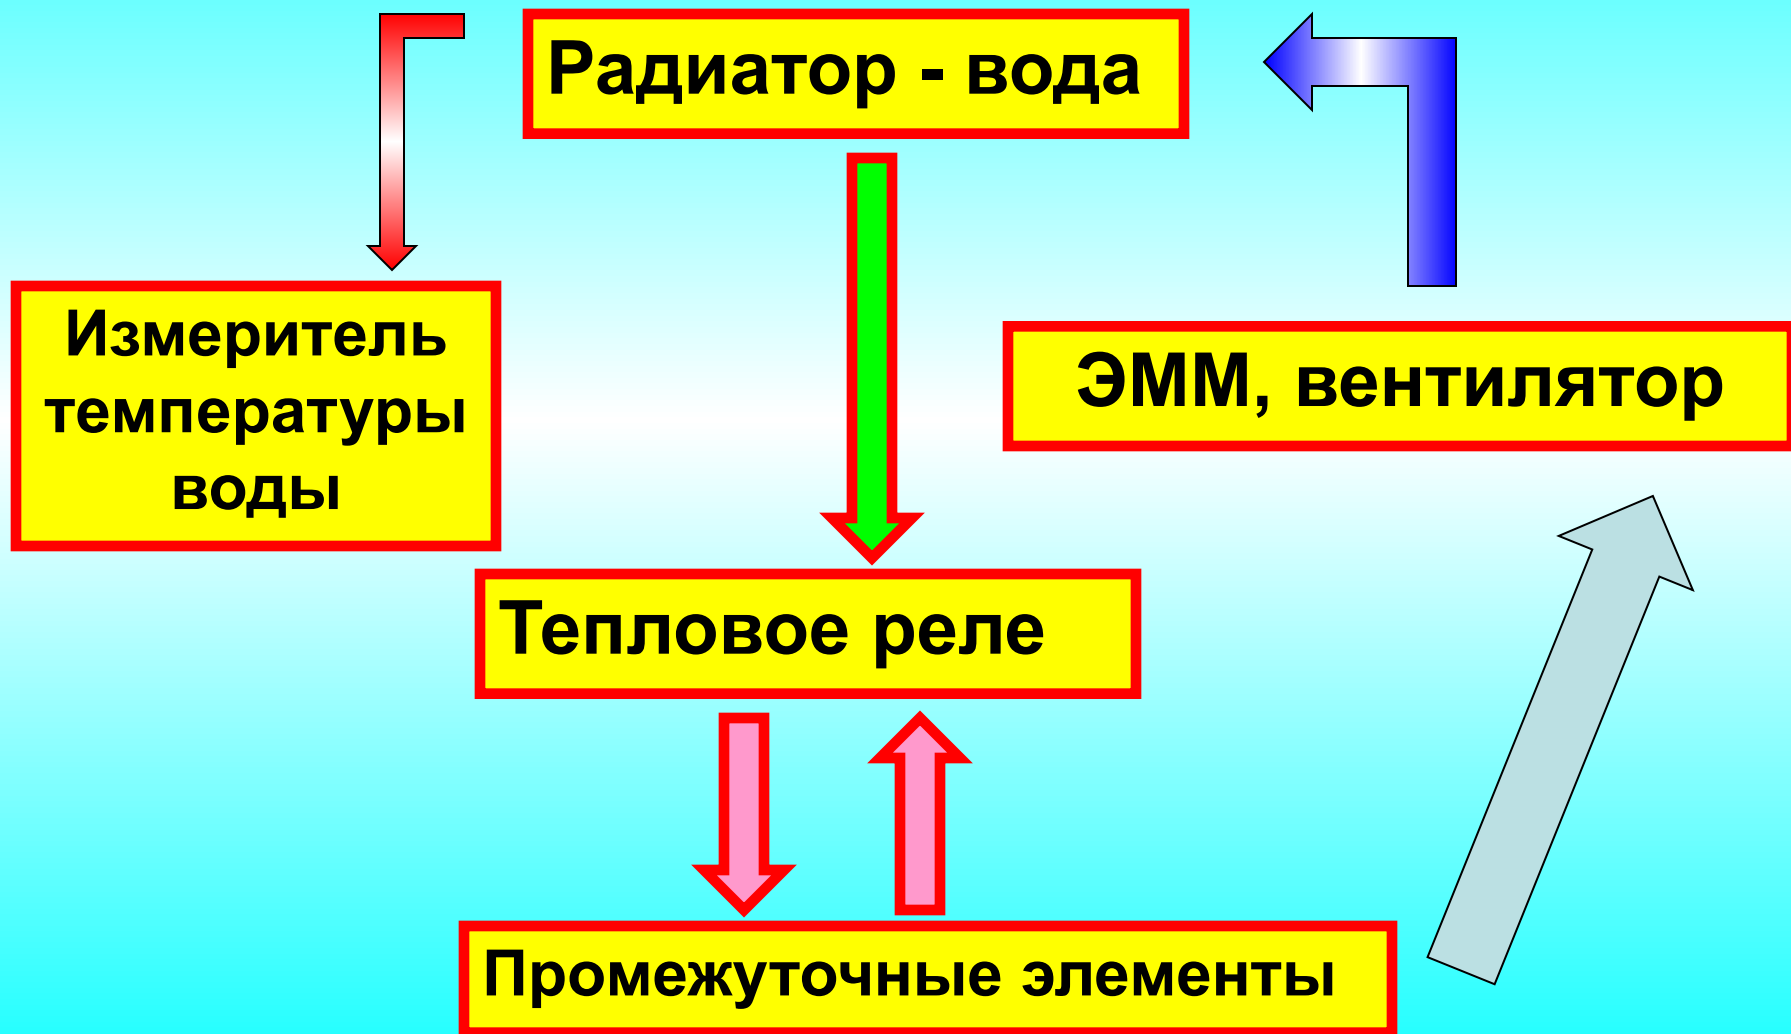 Радиатор - вода
Измеритель
температуры
воды
ЭММ, вентилятор
Тепловое реле
Промежуточные элементы